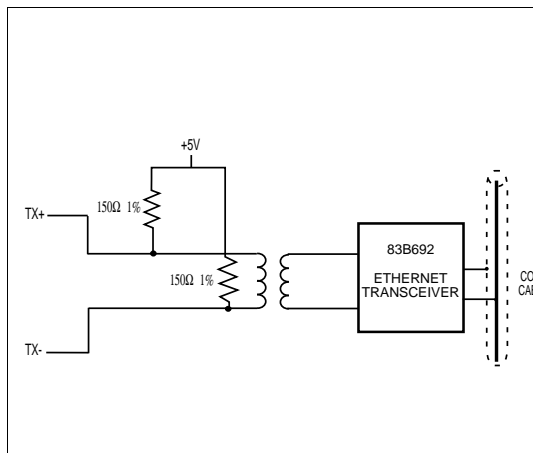 +5V
150Ω 1%
TX+
83B692
ETHERNET
TRANSCEIVER
150Ω 1%
TX-